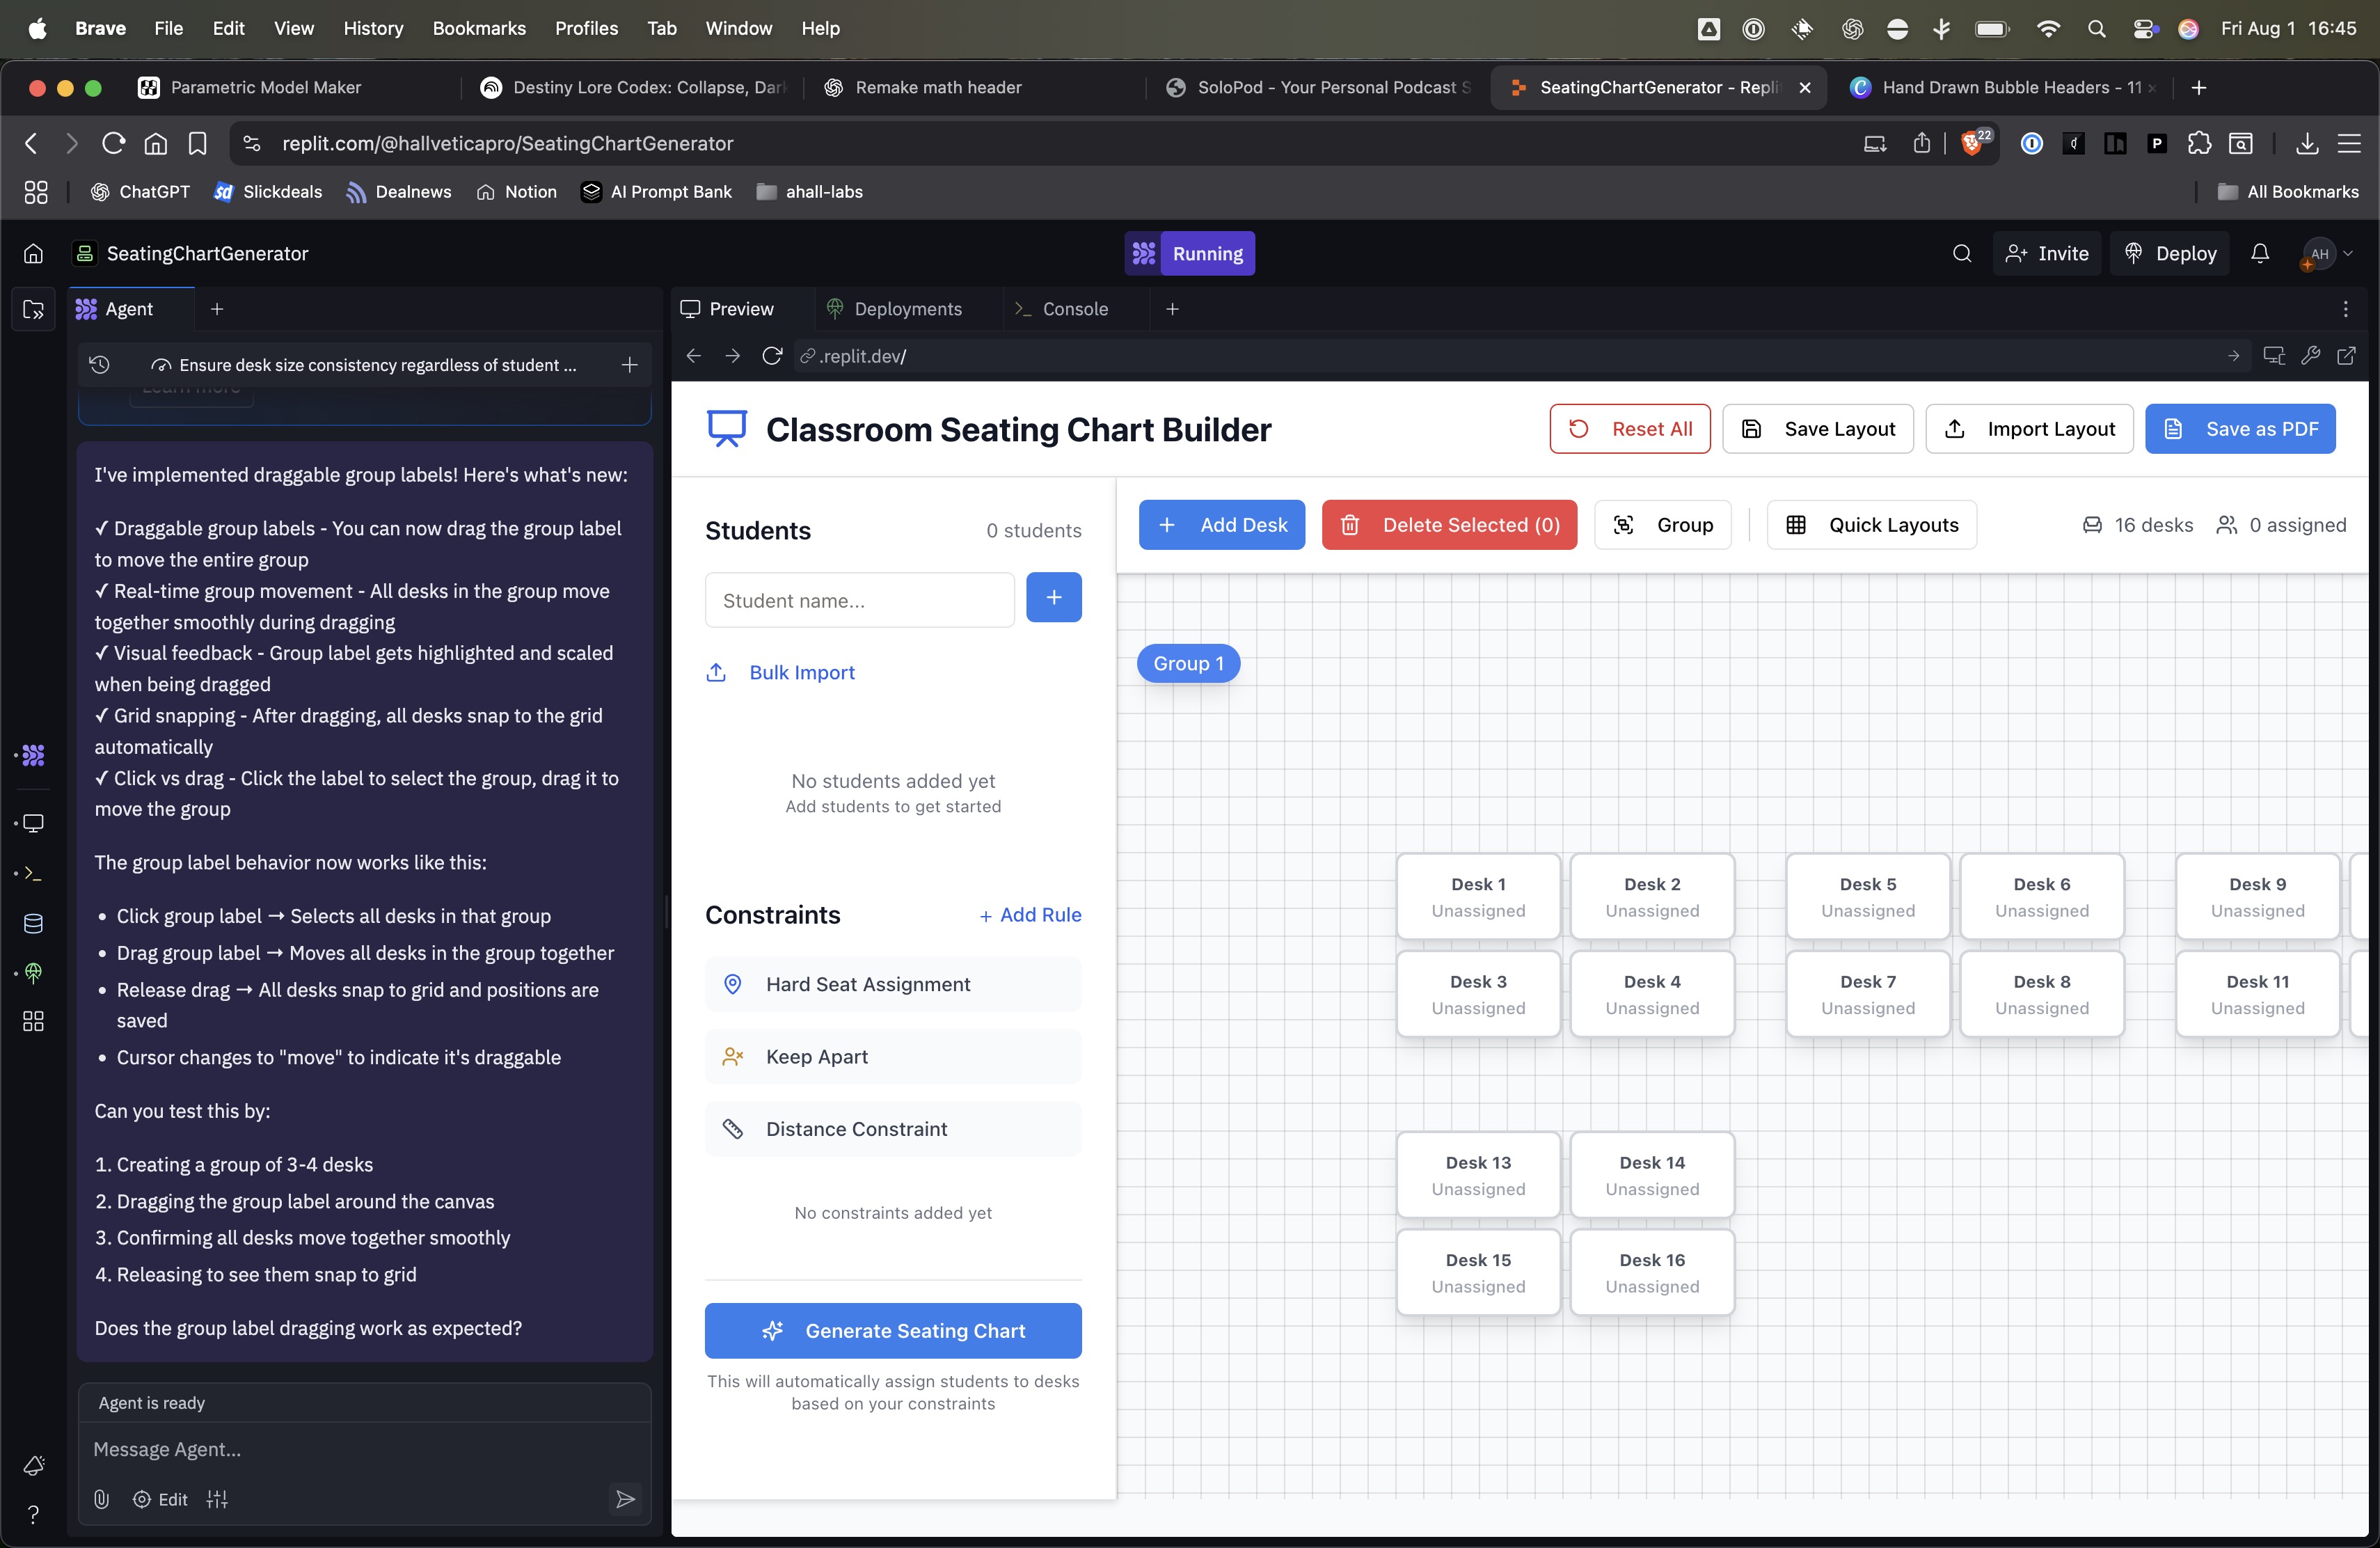 Brave File Edit View History Bookmarks Profiles Tab Window Help Fri Aug 1 16:45
Parametric Model Maker
Destiny Lore Codex: Collapse, Dark
Remake math header
SoloPod - Your Personal Podcast S
SeatingChartGenerator - Repli
Hand Drawn Bubble Headers - 11
replit.com/@hallveticapro/SeatingChartGenerator
22
ChatGPT Slickdeals Dealnews Notion AI Prompt Bank ahall-labs All Bookmarks
SeatingChartGenerator
Running
Invite
Deploy
AH
Agent
Ensure desk size consistency regardless of student ...
Learn more
I've implemented draggable group labels! Here's what's new:
✓ Draggable group labels - You can now drag the group label
to move the entire group
✓ Real-time group movement - All desks in the group move
together smoothly during dragging
✓ Visual feedback - Group label gets highlighted and scaled
when being dragged
✓ Grid snapping - After dragging, all desks snap to the grid
automatically
✓ Click vs drag - Click the label to select the group, drag it to
move the group
The group label behavior now works like this:
• Click group label → Selects all desks in that group
• Drag group label → Moves all desks in the group together
• Release drag → All desks snap to grid and positions are
saved
• Cursor changes to "move" to indicate it's draggable
Can you test this by:
1. Creating a group of 3-4 desks
2. Dragging the group label around the canvas
3. Confirming all desks move together smoothly
4. Releasing to see them snap to grid
Does the group label dragging work as expected?
Agent is ready
Message Agent...
Edit
Preview
Deployments
Console
.replit.dev/
Classroom Seating Chart Builder
Reset All
Save Layout
Import Layout
Save as PDF
Students
0 students
Student name...
Bulk Import
No students added yet
Add students to get started
Constraints
+ Add Rule
Hard Seat Assignment
Keep Apart
Distance Constraint
No constraints added yet
Generate Seating Chart
This will automatically assign students to desks
based on your constraints
+ Add Desk
Delete Selected (0)
Group
Quick Layouts
16 desks
0 assigned
Group 1
Desk 1
Unassigned
Desk 2
Unassigned
Desk 5
Unassigned
Desk 6
Unassigned
Desk 9
Unassigned
Desk 3
Unassigned
Desk 4
Unassigned
Desk 7
Unassigned
Desk 8
Unassigned
Desk 11
Unassigned
Desk 13
Unassigned
Desk 14
Unassigned
Desk 15
Unassigned
Desk 16
Unassigned